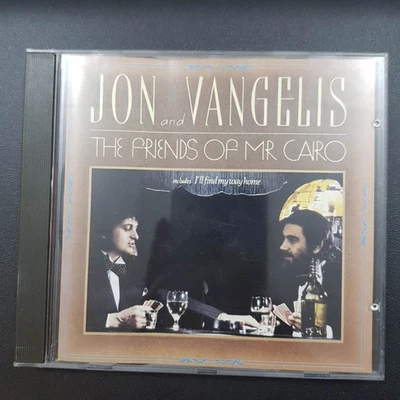 JON and VANGELIS
THE FRIENDS OF MR CAIRO
includes I'll find my way home